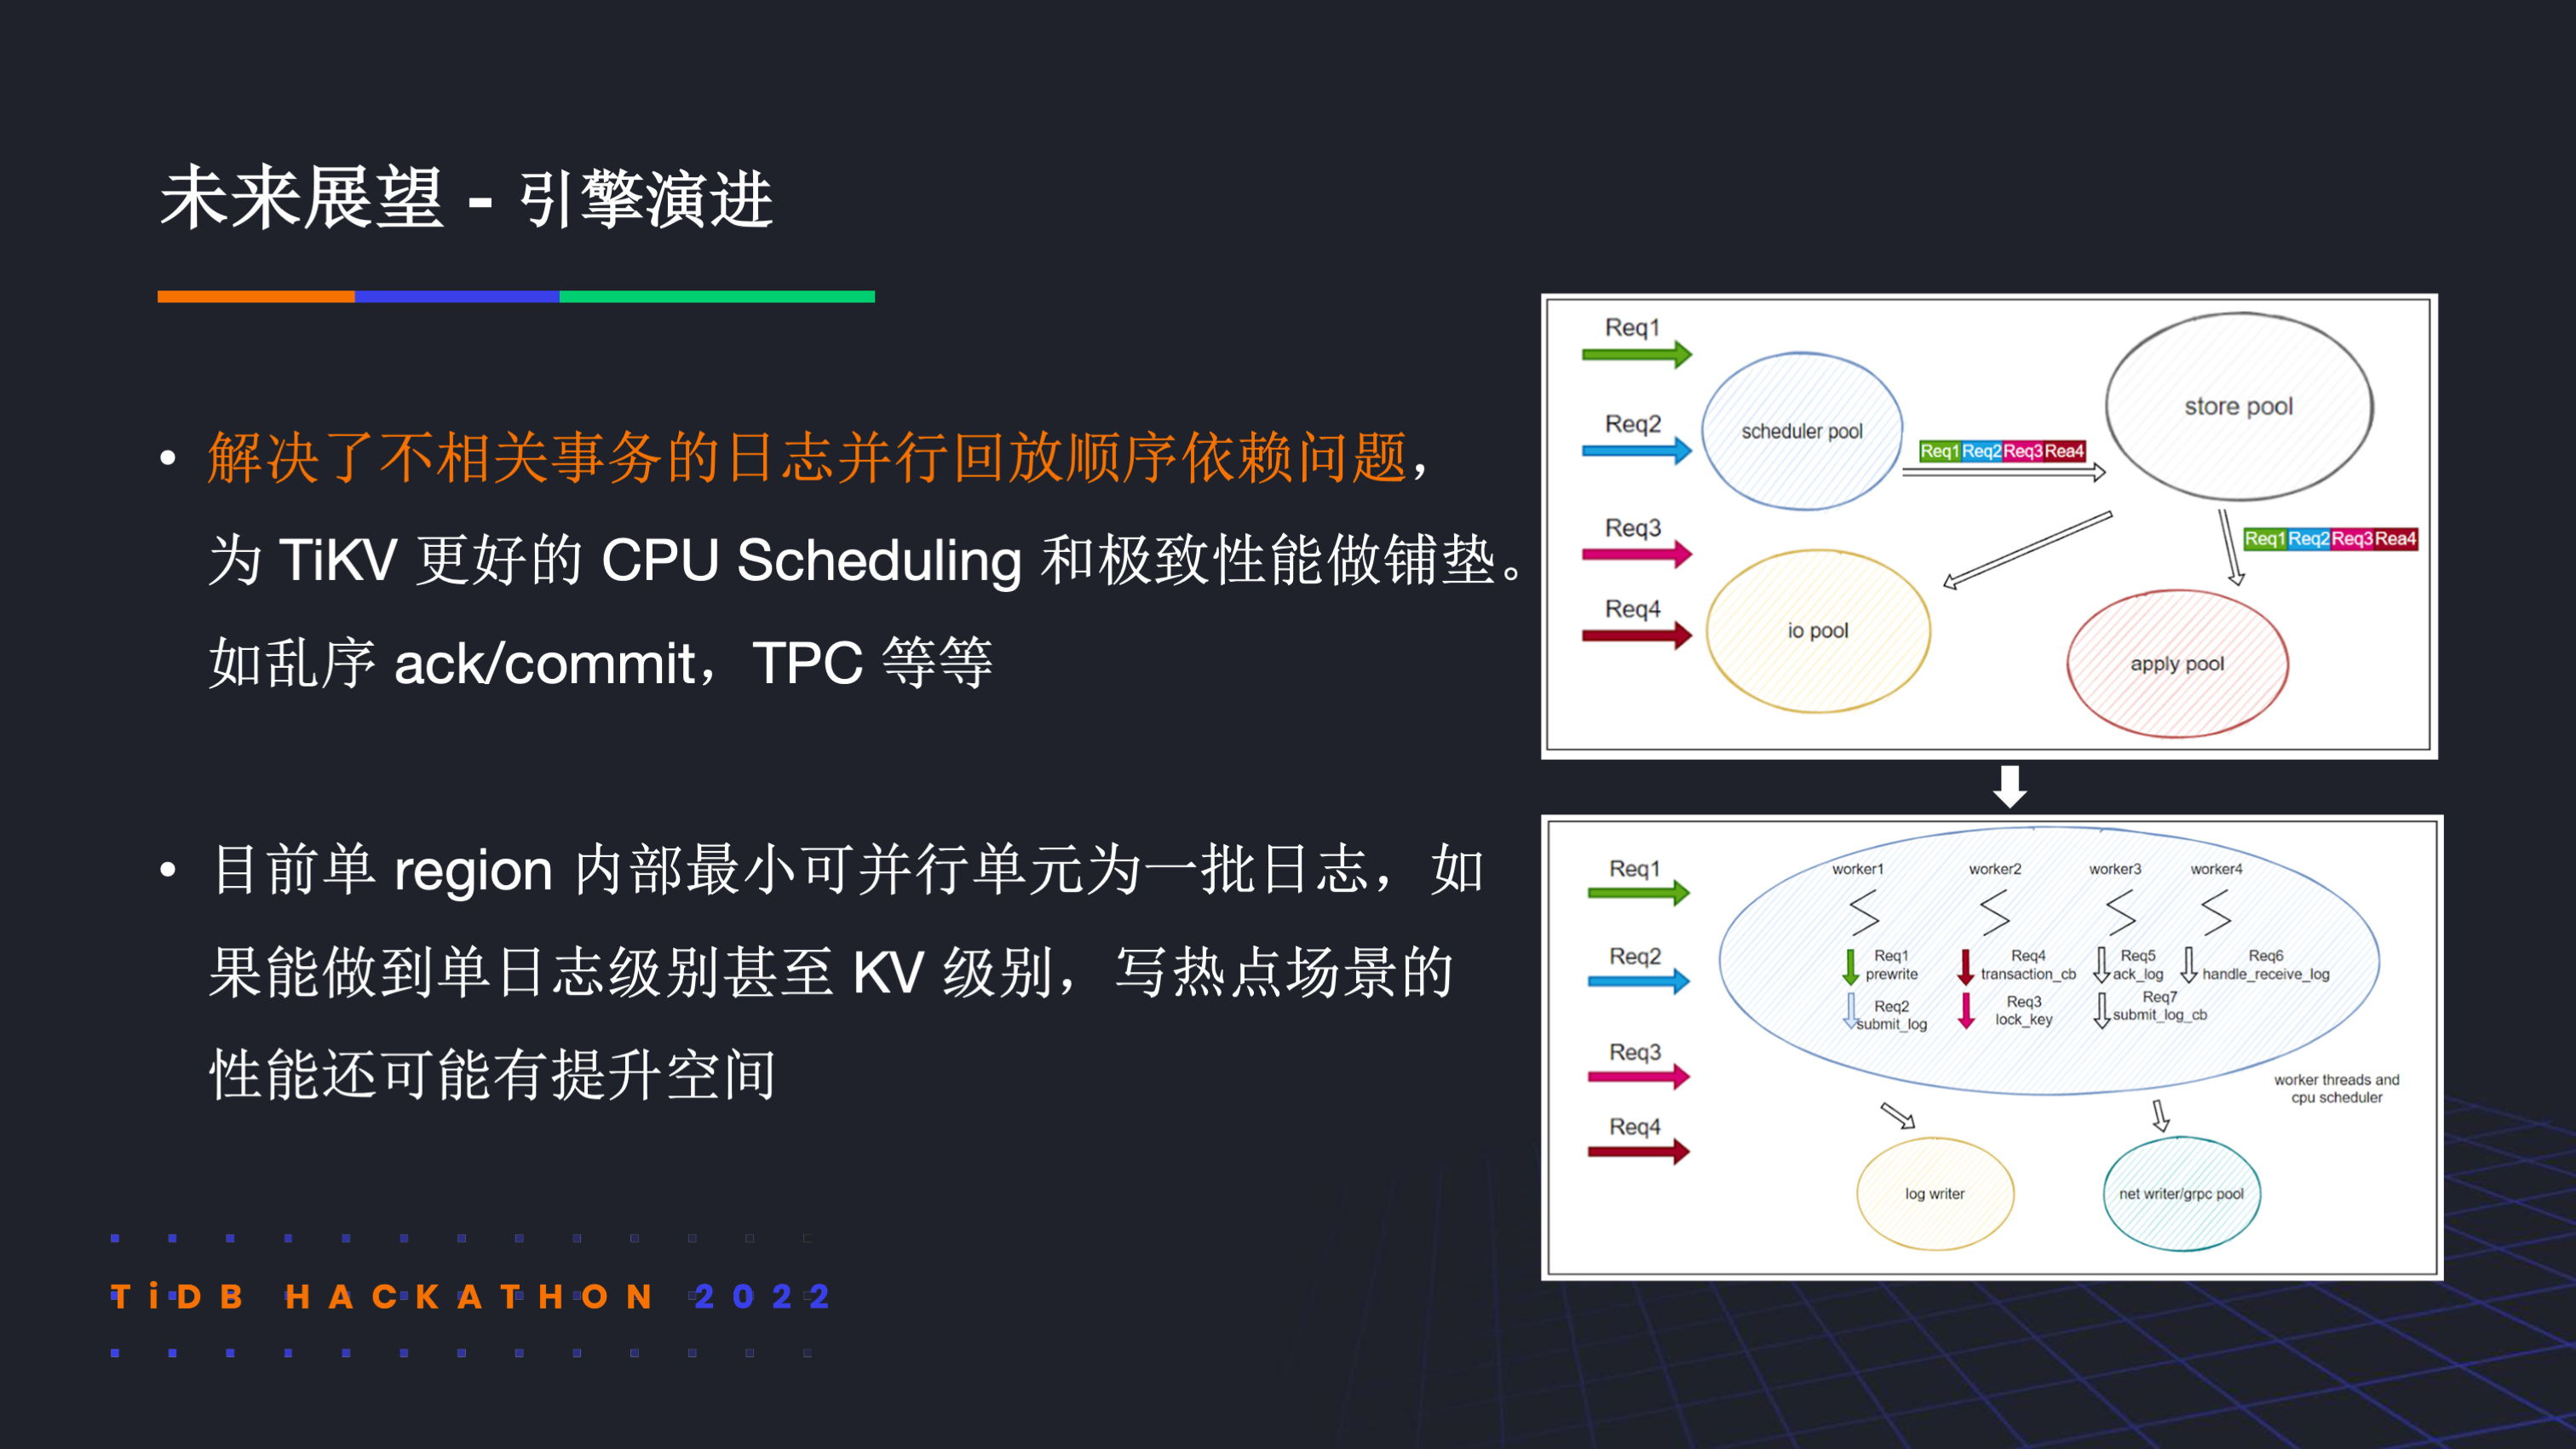 未来展望 - 引擎演进
• 解决了不相关事务的日志并行回放顺序依赖问题，
为 TiKV 更好的 CPU Scheduling 和极致性能做铺垫。
如乱序 ack/commit，TPC 等等
• 目前单 region 内部最小可并行单元为一批日志，如
果能做到单日志级别甚至 KV 级别，写热点场景的
性能还可能有提升空间
Req1
Req2
Req3
Req4
scheduler pool
Req1 Req2 Req3 Rea4
store pool
Req1 Req2 Req3 Rea4
io pool
apply pool
Req1
Req2
Req3
Req4
worker1
worker2
worker3
worker4
Req1
prewrite
Req2
submit_log
Req4
transaction_cb
Req3
lock_key
Req5
ack_log
Req7
submit_log_cb
Req6
handle_receive_log
worker threads and
cpu scheduler
log writer
net writer/grpc pool
TiDB HACKATHON 2022